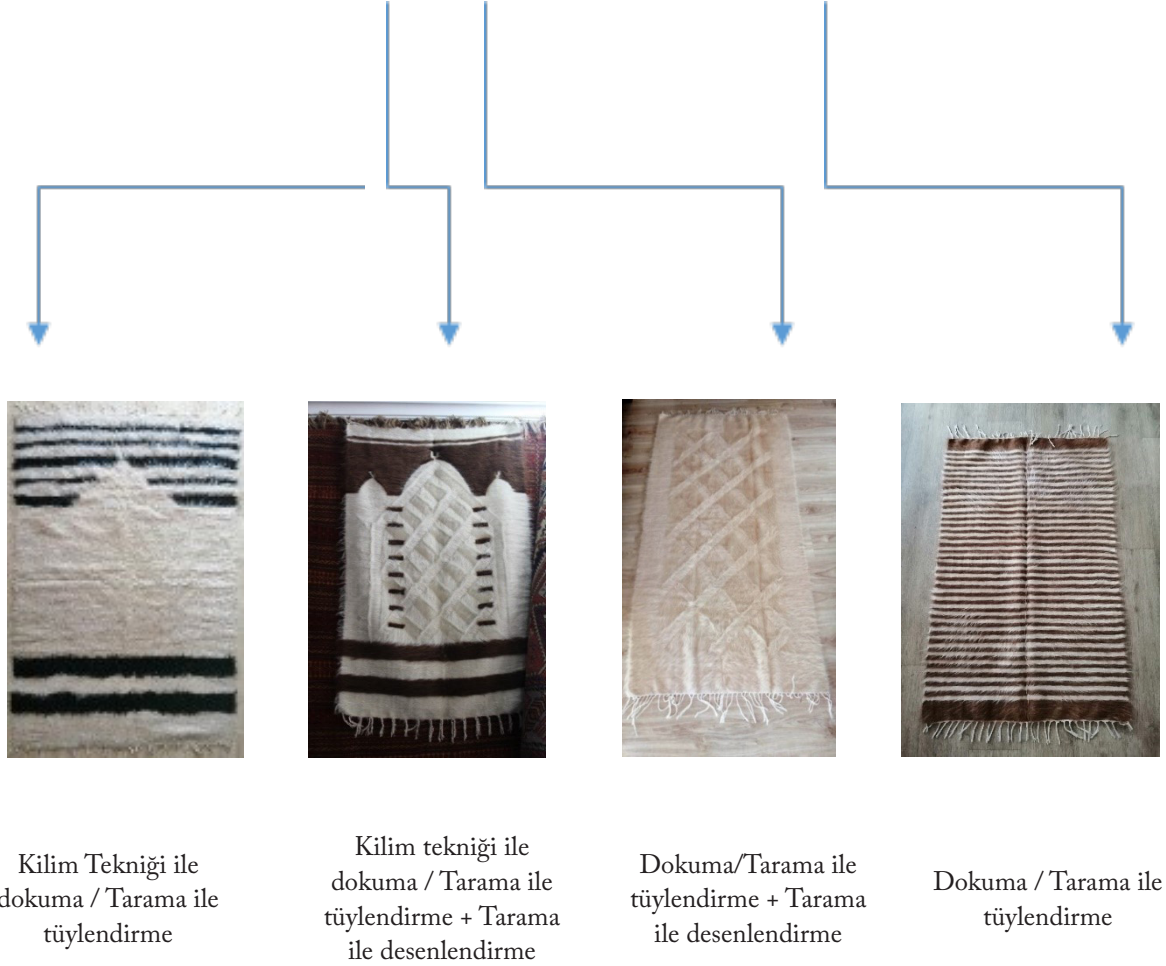 Kilim Tekniği ile
dokuma / Tarama ile
tüylendirme
Kilim tekniği ile
dokuma / Tarama ile
tüylendirme + Tarama
ile desenlendirme
Dokuma/Tarama ile
tüylendirme + Tarama
ile desenlendirme
Dokuma / Tarama ile
tüylendirme